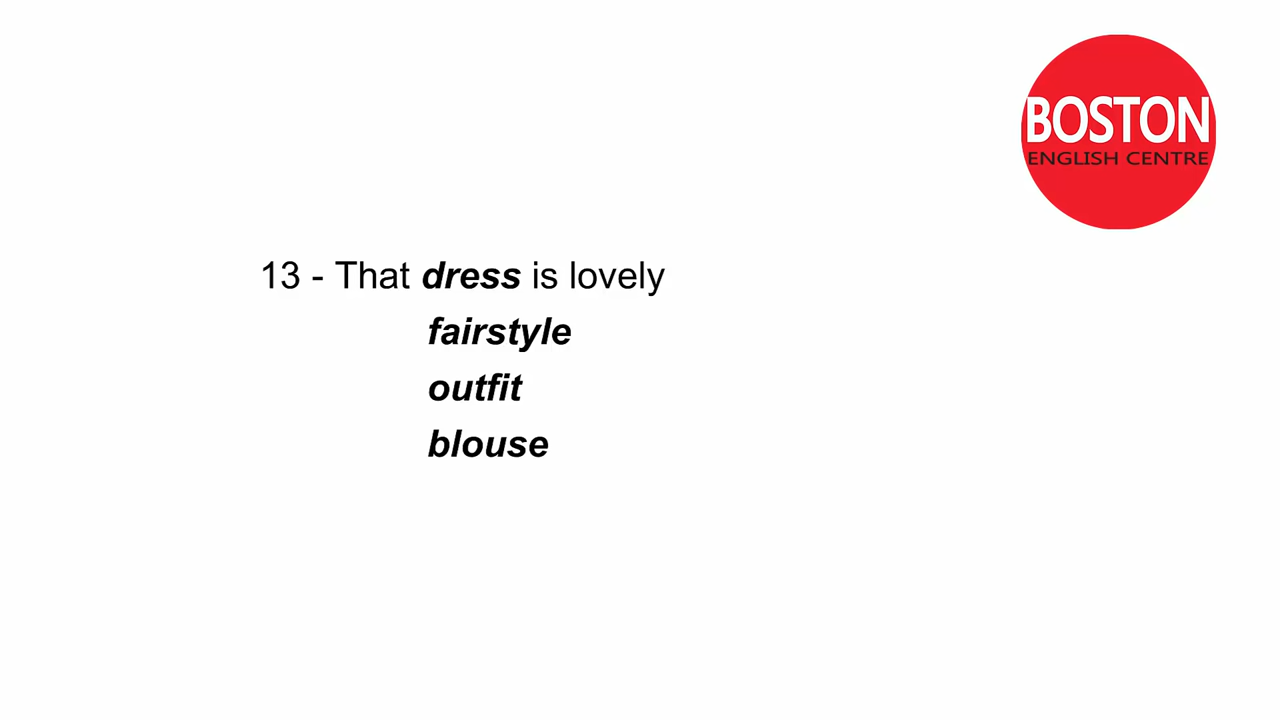 BOSTON
ENGLISH CENTRE
13 - That dress is lovely
fairstyle
outfit
blouse